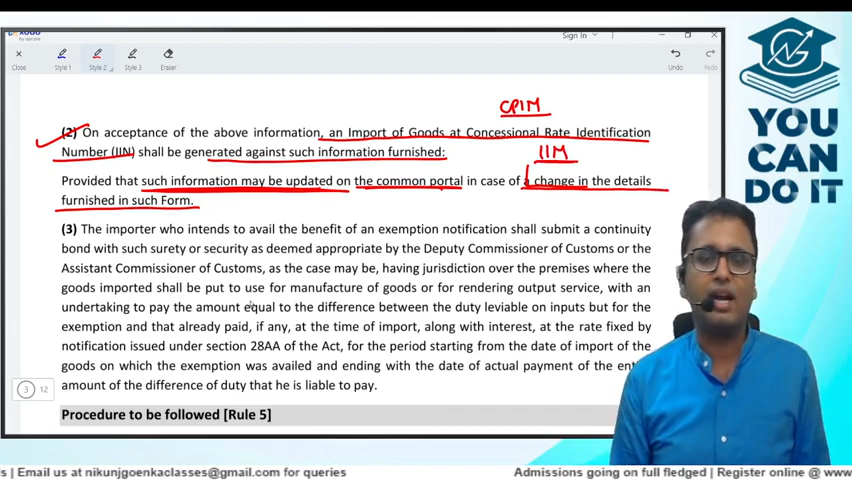 Sign In
Close
Style 1
Style 2
Style 3
Eraser
Undo
Redo
CPIM
(2) On acceptance of the above information, an Import of Goods at Concessional Rate Identification
Number (IIN) shall be generated against such information furnished:
IIM
Provided that such information may be updated on the common portal in case of a change in the details
furnished in such Form.
(3) The importer who intends to avail the benefit of an exemption notification shall submit a continuity
bond with such surety or security as deemed appropriate by the Deputy Commissioner of Customs or the
Assistant Commissioner of Customs, as the case may be, having jurisdiction over the premises where the
goods imported shall be put to use for manufacture of goods or for rendering output service, with an
undertaking to pay the amount equal to the difference between the duty leviable on inputs but for the
exemption and that already paid, if any, at the time of import, along with interest, at the rate fixed by
notification issued under section 28AA of the Act, for the period starting from the date of import of the
goods on which the exemption was availed and ending with the date of actual payment of the ent
amount of the difference of duty that he is liable to pay.
3 12
Procedure to be followed [Rule 5]
YOU
CAN
DO IT
s | Email us at nikunjgoenkaclasses@gmail.com for queries
Admissions going on full fledged | Register online @ www